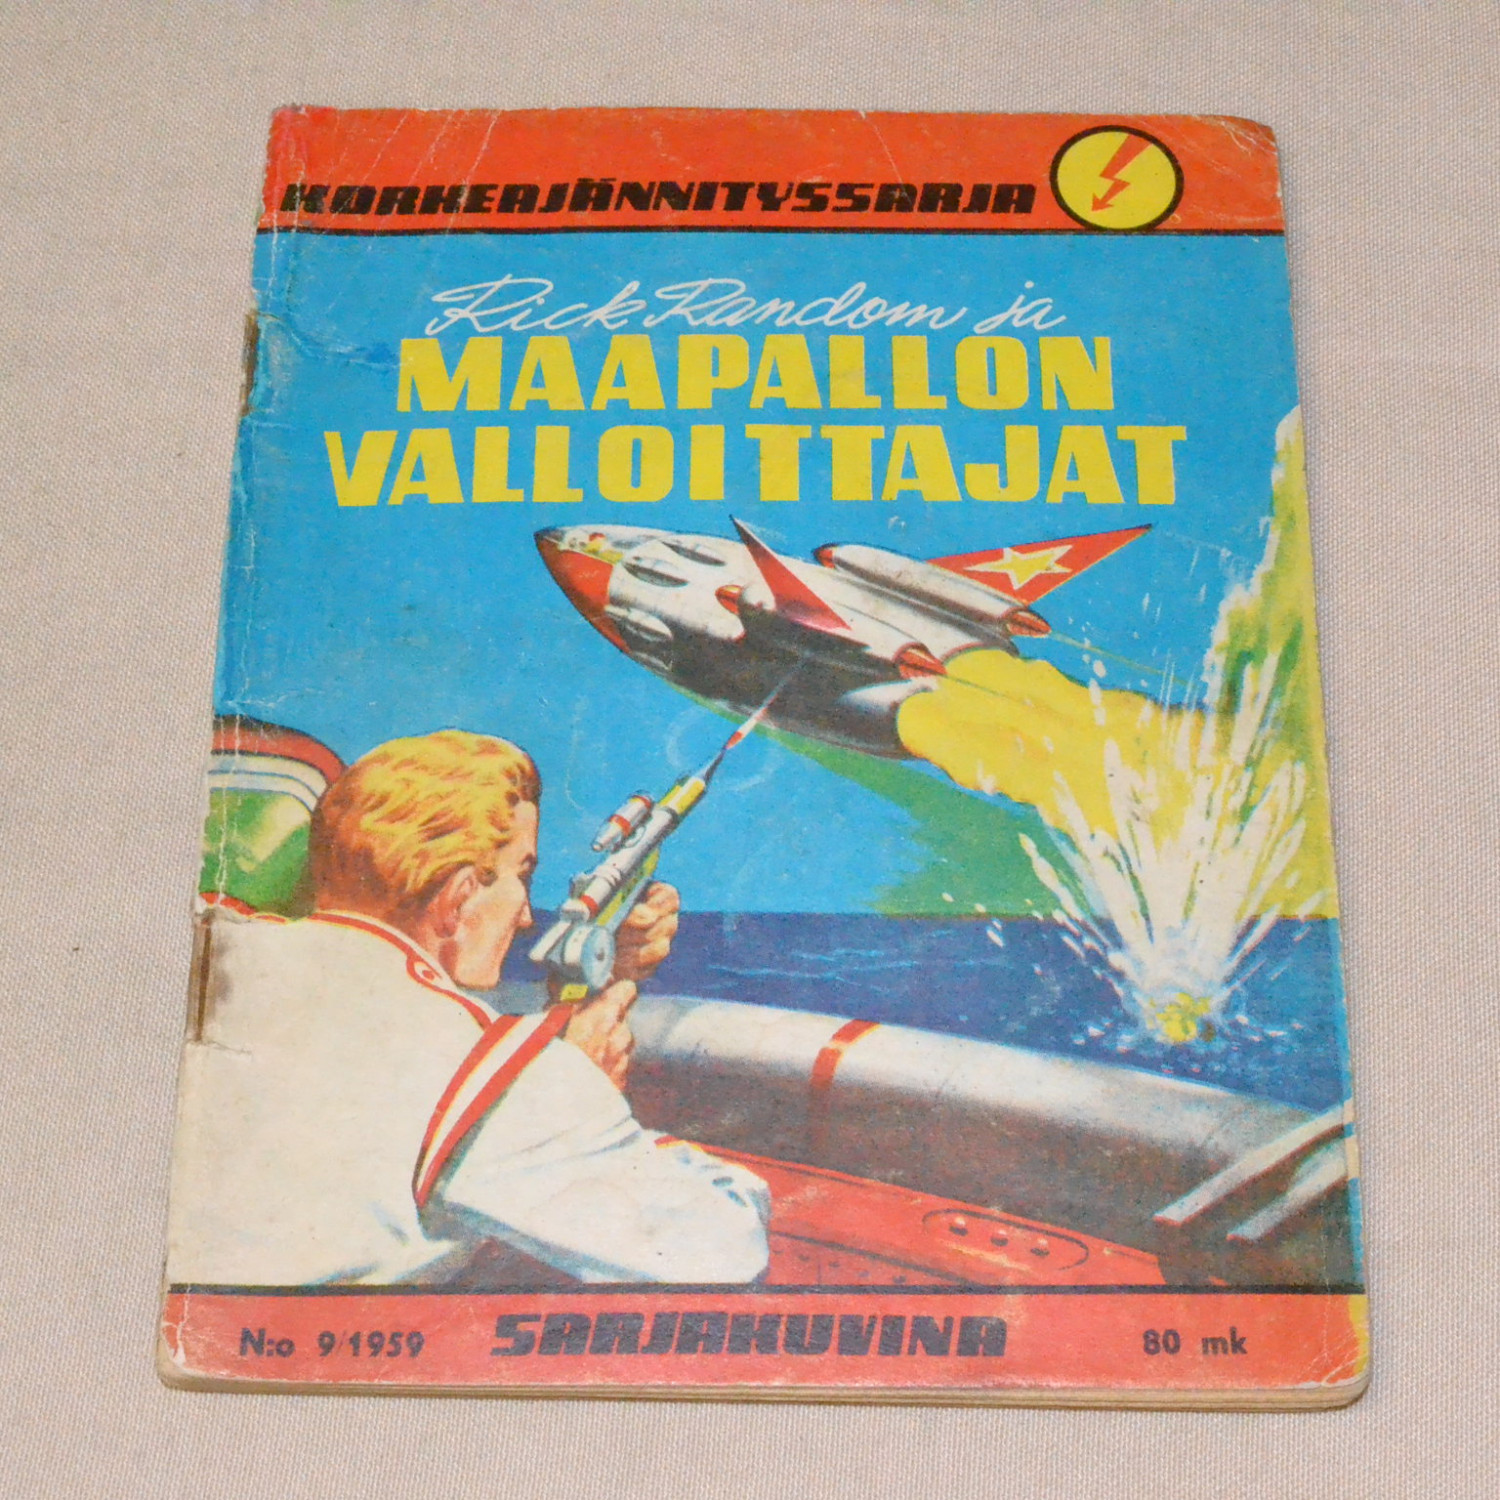 KORKEAJÄNNITYSSARJA
Rick Random ja
MAAPALLON
VALLOITTAJAT
N:o 9/1959 SARJAKUVINA 80 mk